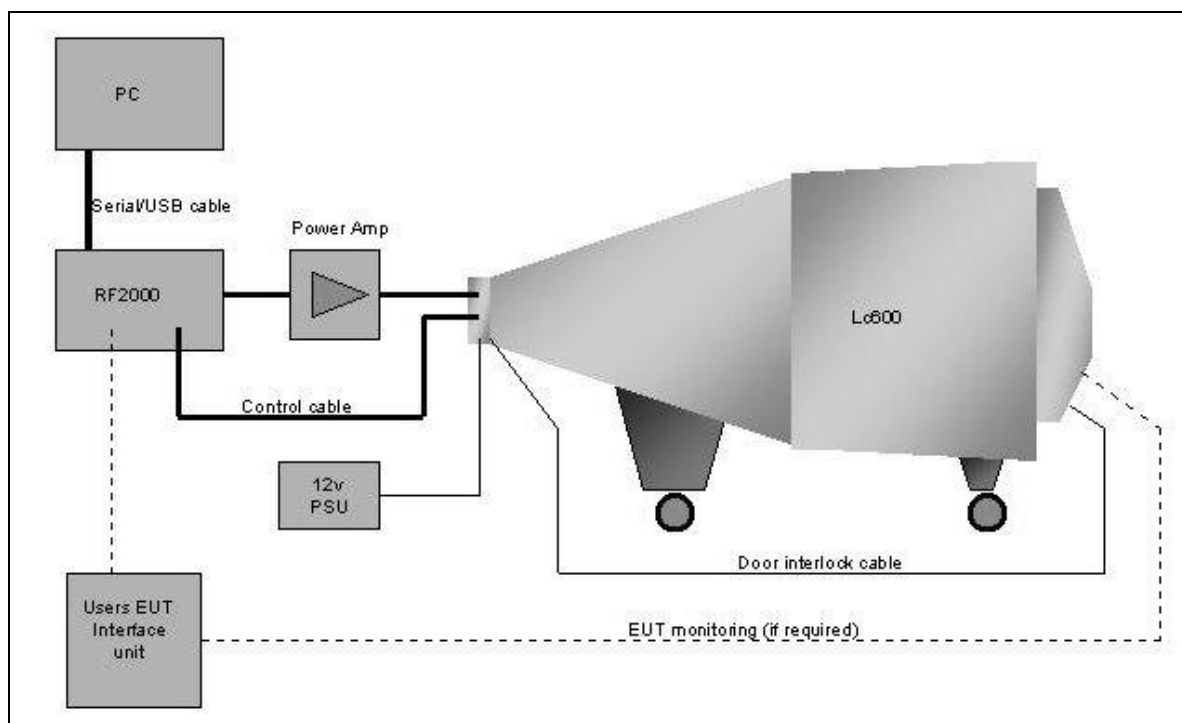 PC
Serial/USB cable
Power Amp
RF2000
Lc600
Control cable
12v
PSU
Door interlock cable
Users EUT
Interface
unit
EUT monitoring (if required)